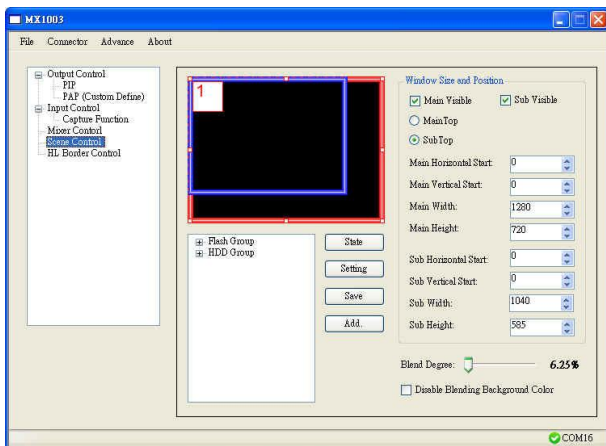 MX1003
File Connector Advance About
Output Control
PIP
PAP (Custom Define)
Input Control
Capture Function
Mixer Contorl
Scene Control
HL Border Control
1
Flash Group
HDD Group
State
Setting
Save
Add.
Window Size and Position
Main Visible Sub Visible
MainTop
SubTop
Main Horizontal Start: 0
Main Vertical Start: 0
Main Width: 1280
Main Height: 720
Sub Horizontal Start: 0
Sub Vertical Start: 0
Sub Width: 1040
Sub Height: 585
Blend Degree: 6.25%
Disable Blending Background Color
COM16